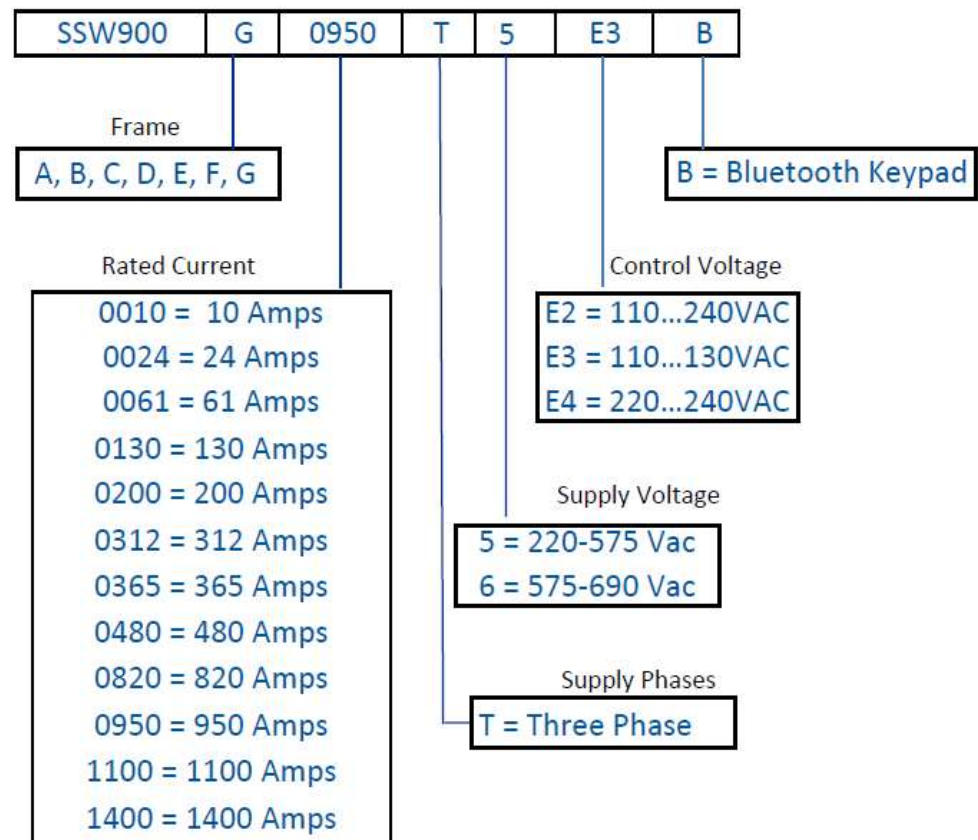 SSW900 G 0950 T 5 E3 B
Frame
A, B, C, D, E, F, G
B = Bluetooth Keypad
Rated Current
0010 = 10 Amps
0024 = 24 Amps
0061 = 61 Amps
0130 = 130 Amps
0200 = 200 Amps
0312 = 312 Amps
0365 = 365 Amps
0480 = 480 Amps
0820 = 820 Amps
0950 = 950 Amps
1100 = 1100 Amps
1400 = 1400 Amps
Control Voltage
E2 = 110...240VAC
E3 = 110...130VAC
E4 = 220...240VAC
Supply Voltage
5 = 220-575 Vac
6 = 575-690 Vac
Supply Phases
T = Three Phase